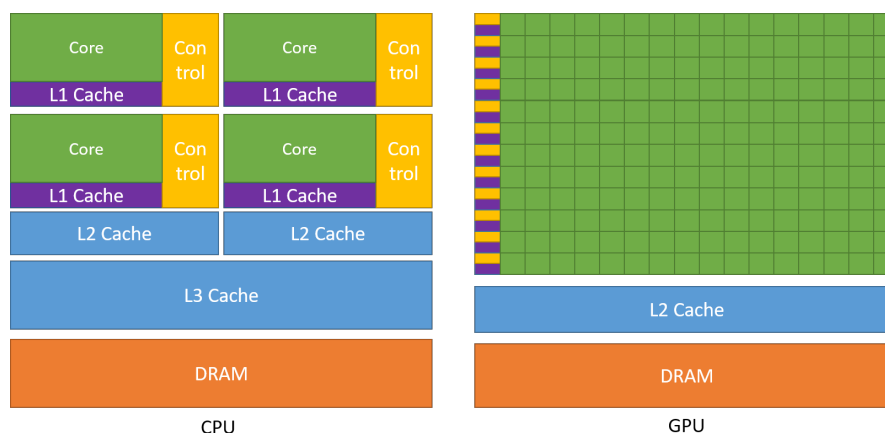 Core
Con
trol
Core
Con
trol
L1 Cache
L1 Cache
Core
Con
trol
Core
Con
trol
L1 Cache
L1 Cache
L2 Cache
L2 Cache
L3 Cache
DRAM
CPU
L2 Cache
DRAM
GPU